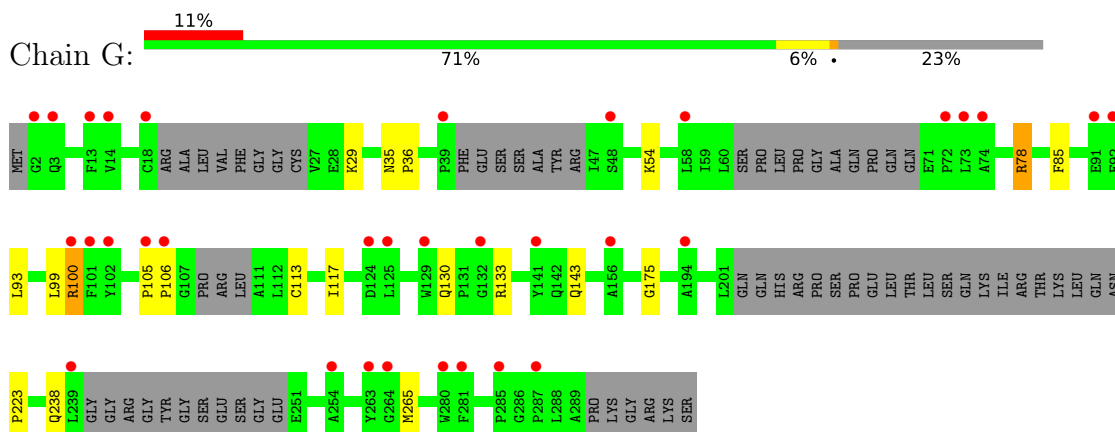 11%
Chain G:
71% 6% • 23%
MET G2 Q3 F13 V14 C18 ARG ALA LEU VAL PHE GLY GLY CYS V27 E28 K29 N35 P36 P39 PHE GLU SER SER ALA TYR ARG I47 S48 K54 L58 I59 L60 SER PRO LEU PRO GLY ALA GLN PRO GLN GLN E71 P72 L73 A74 R78 F85 E91
L93 L99 R100 F101 Y102 P105 P106 G107 PRO ARG LEU A111 L112 C113 I117 D124 L125 W129 Q130 P131 G132 R133 Y141 Q142 Q143 A156 G175 A194 L201 GLN GLN HIS ARG PRO SER PRO GLU LEU THR LEU SER GLN LYS ILE ARG THR LYS LEU GLN ASN
P223 Q238 L239 GLY GLY ARG GLY TYR GLY SER GLU SER GLY GLU E251 A254 Y263 G264 M265 W280 F281 P285 G286 P287 L288 A289 PRO LYS GLY ARG LYS SER